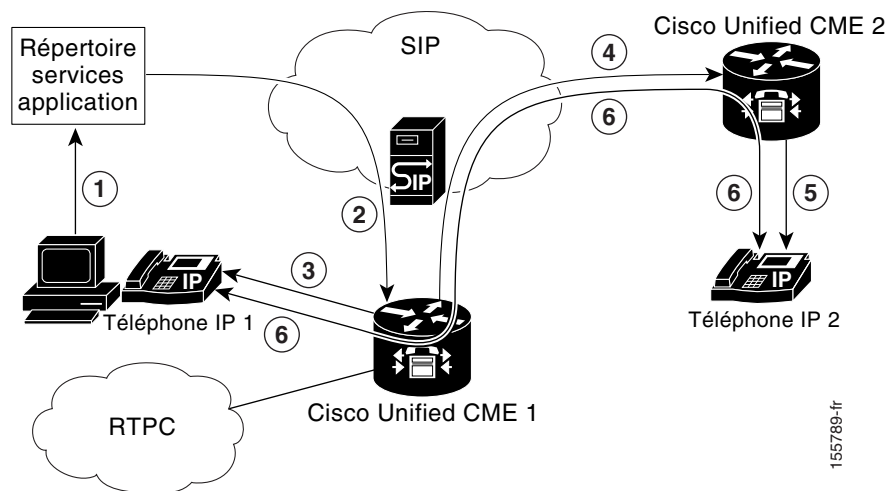 Répertoire
services
application
SIP
Cisco Unified CME 2
4
6
1
SIP
2
6
5
3
IP
IP
Téléphone IP 1
6
Téléphone IP 2
Cisco Unified CME 1
RTPC
155789-fr